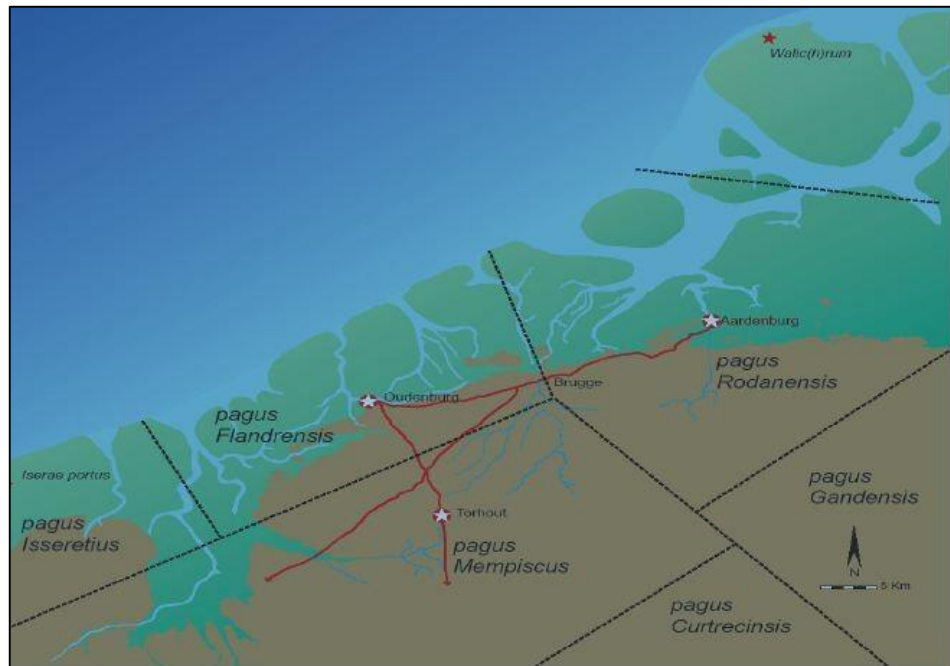 Walic(h)rum
Aardenburg
pagus
Rodanensis
Brugge
Oudenburg
pagus
Flandrensis
Iserae portus
pagus
Isseretius
Torhout
pagus
Mempiscus
pagus
Gandensis
N
5 Km
pagus
Curtrecinsis